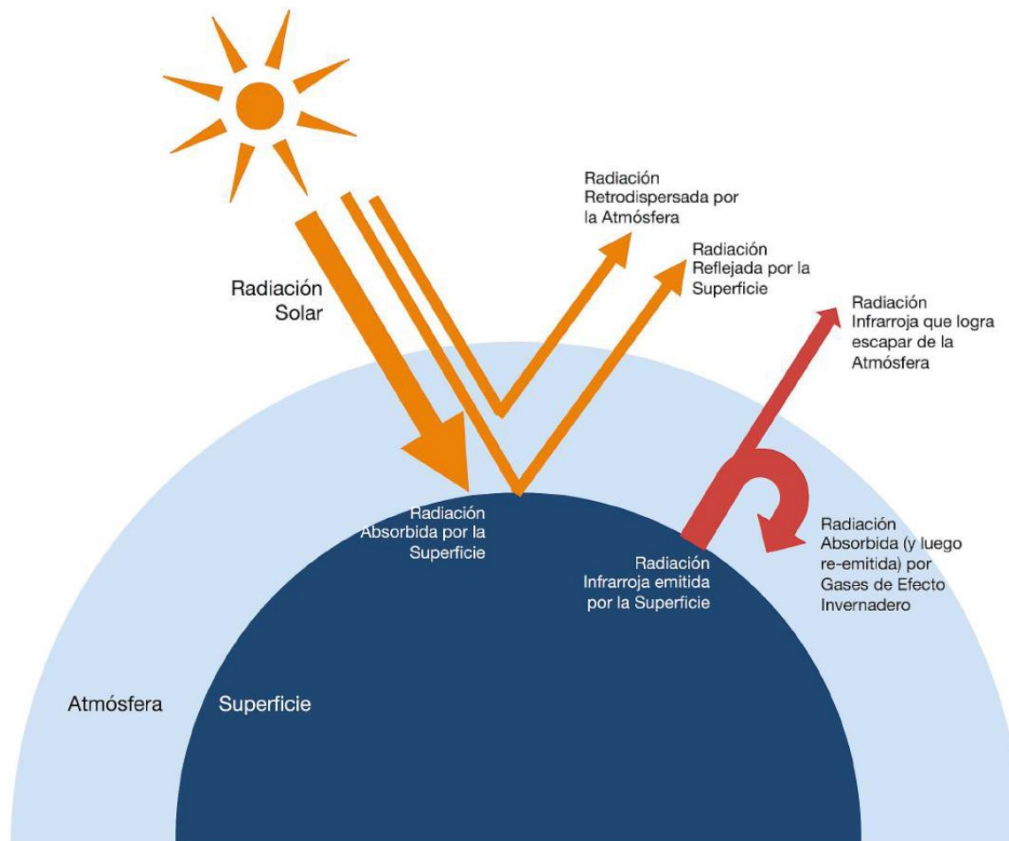 Radiación
Retrodispersada por
la Atmósfera
Radiación
Reflejada por la
Superficie
Radiación
Solar
Radiación
Infrarroja que logra
escapar de la
Atmósfera
Radiación
Absorbida por la
Superficie
Radiación
Infrarroja emitida
por la Superficie
Radiación
Absorbida (y luego
re-emitida) por
Gases de Efecto
Invernadero
Atmósfera
Superficie